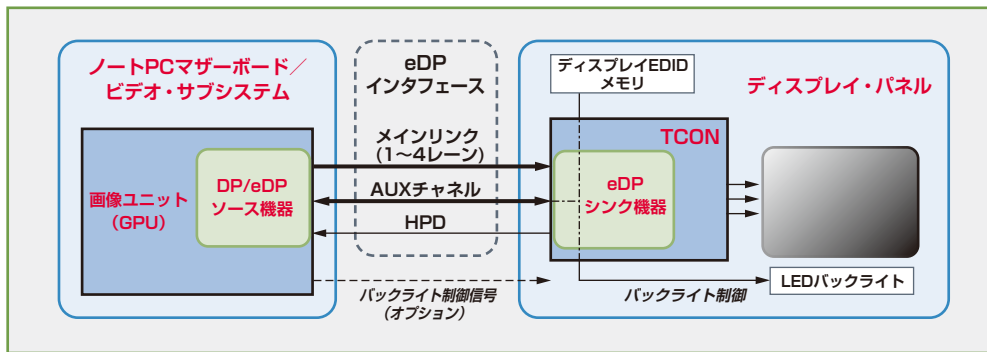 ノートPCマザーボード／
ビデオ・サブシステム
画像ユニット
（GPU）
DP/eDP
ソース機器
eDP
インタフェース
メインリンク
(1〜4レーン)
AUXチャネル
HPD
バックライト制御信号
（オプション）
ディスプレイEDID
メモリ
ディスプレイ・パネル
TCON
eDP
シンク機器
バックライト制御
LEDバックライト